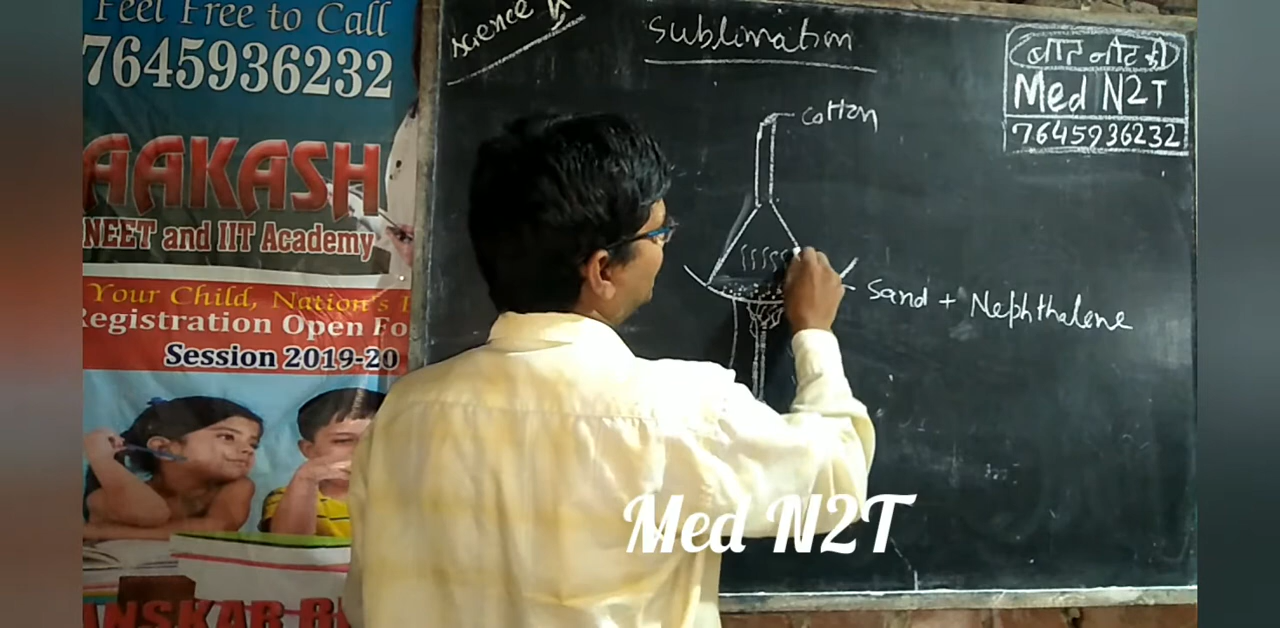 Feel Free to Call
7645936232
AAKASH
NEET and IIT Academy
Your Child, Nation's
Registration Open Fo
Session 2019-20
ANSKAR
Science
Sublimation
cotton
Sand + Nephthalene
Med N2T
7645936232
Med N2T